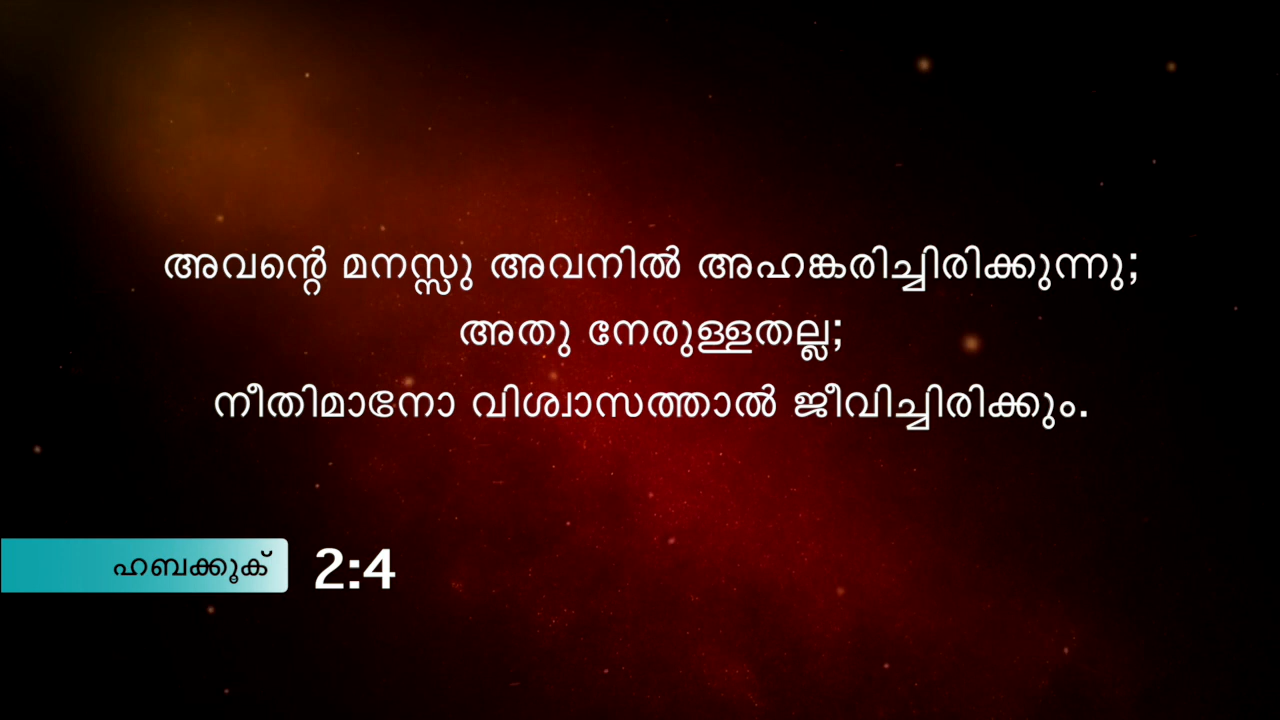 അവന്റെ മനസ്സു അവനിൽ അഹങ്കരിച്ചിരിക്കുന്നു;
അതു നേരുള്ളതല്ല;
നീതിമാനോ വിശ്വാസത്താൽ ജീവിച്ചിരിക്കും.
ഹബക്കൂക് 2:4